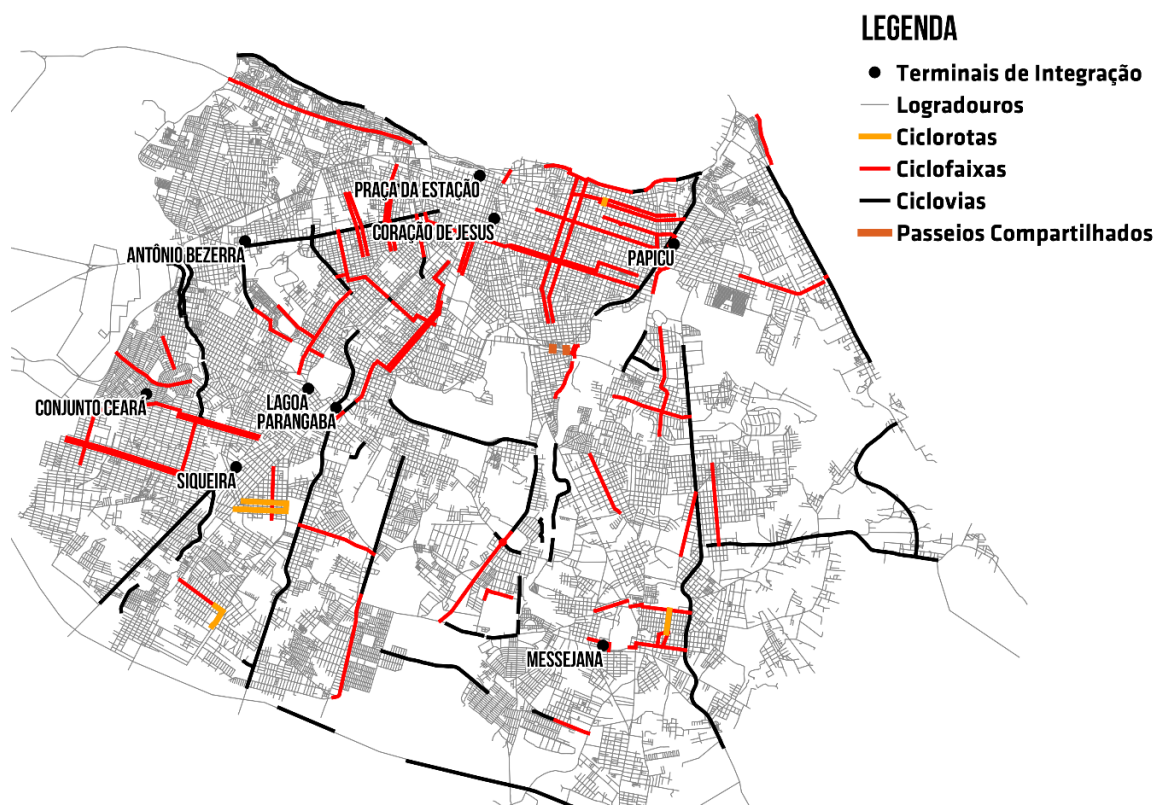 LEGENDA
Terminais de Integração
Logradouros
Ciclorotas
Ciclofaixas
Ciclovias
Passeios Compartilhados
PRAÇA DA ESTAÇÃO
CORAÇÃO DE JESUS
ANTÔNIO BEZERRA
PAPICU
LAGOA
CONJUNTO CEARÁ
PARANGABA
SIQUEIRA
MESSEJANA